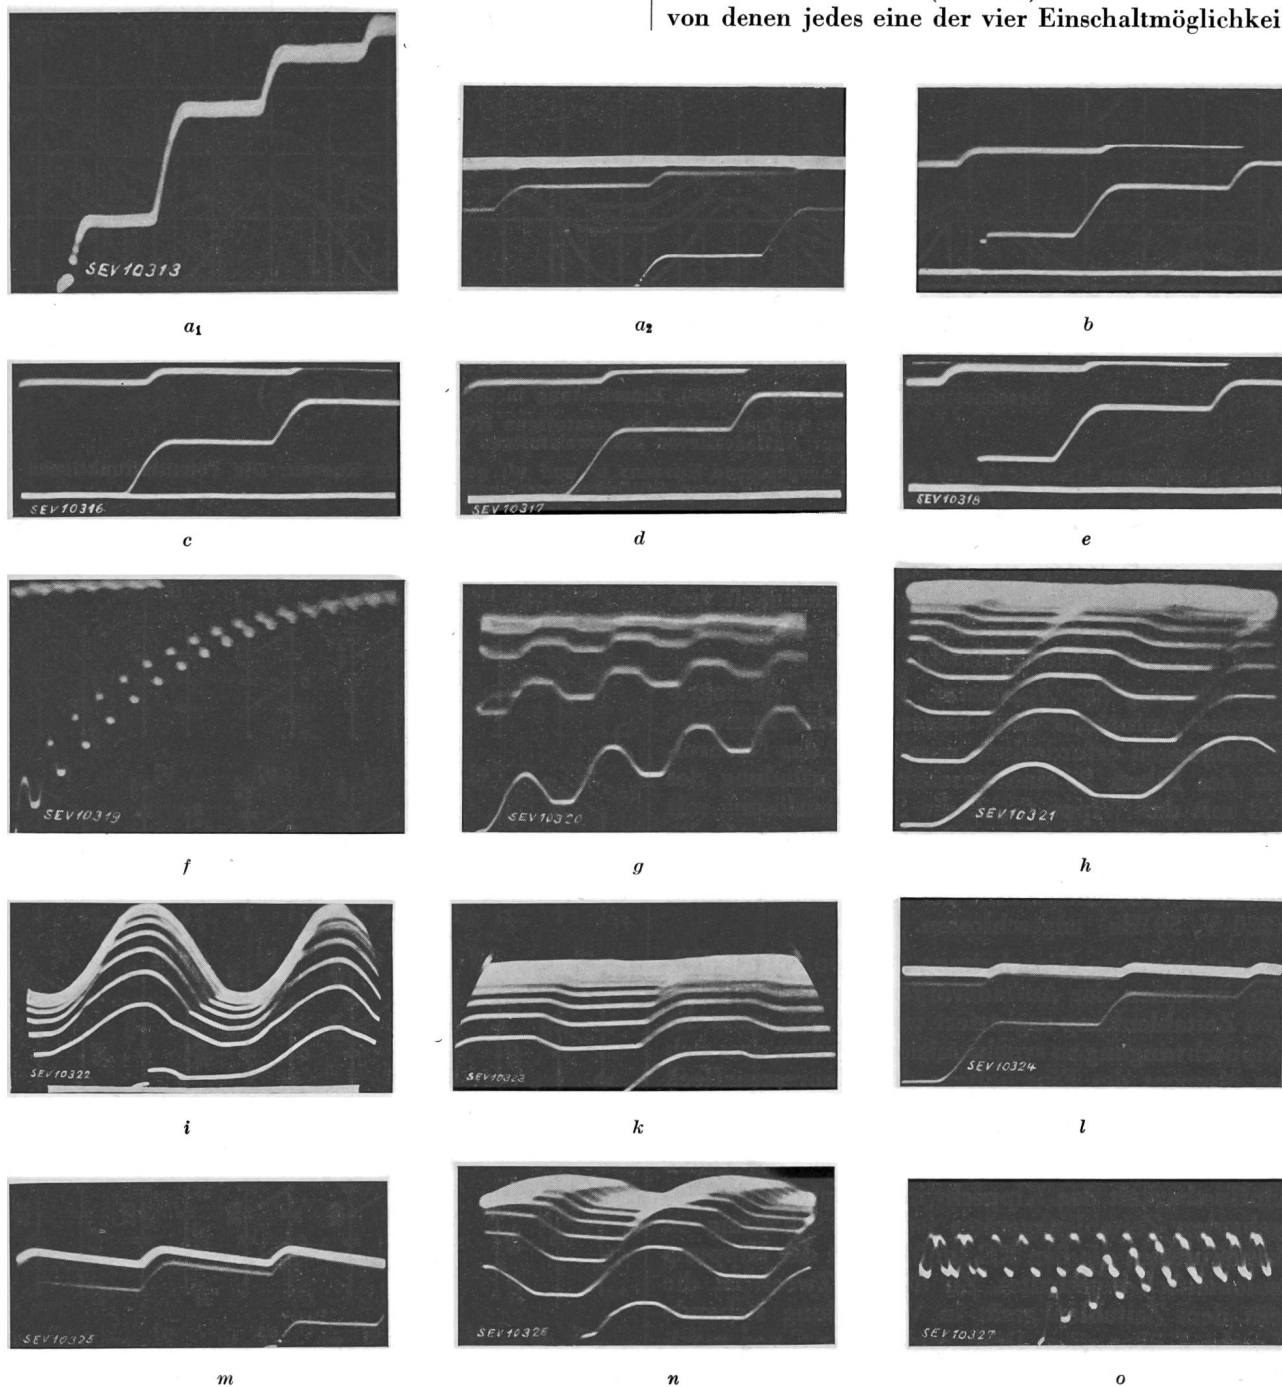 von denen jedes eine der vier Einschaltmöglichkei
SEV10313
a₁
a₂
b
SEV10316
c
SEV10317
d
SEV10318
e
SEV10319
f
SEV10320
g
SEV10321
h
SEV10322
i
SEV10323
k
SEV10324
l
SEV10325
m
SEV10326
n
SEV10327
o